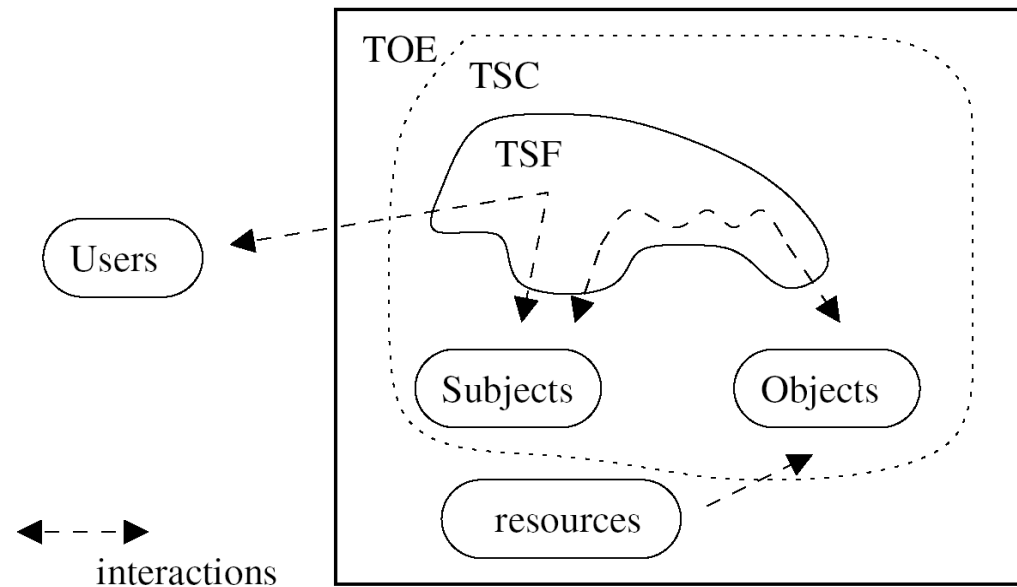 TOE
TSC
TSF
Users
Subjects
Objects
resources
interactions